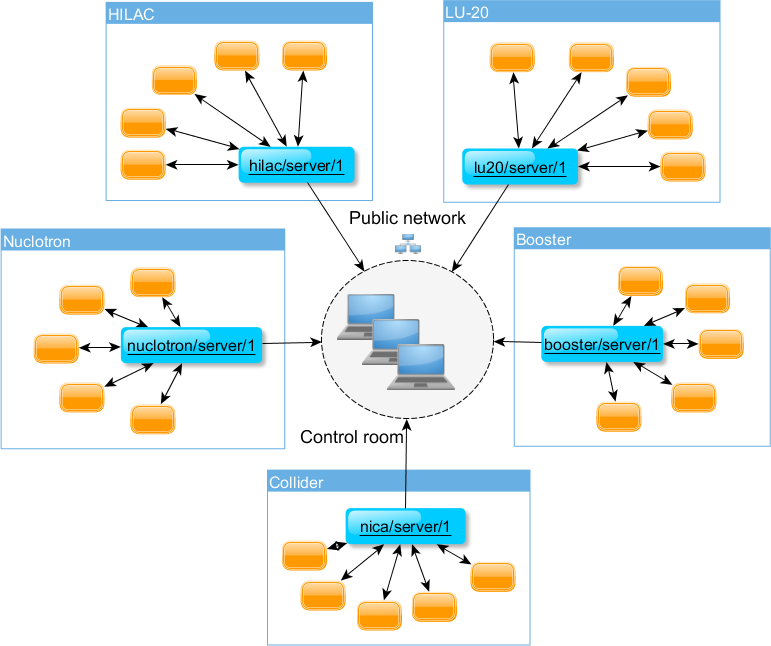 HILAC
LU-20
hilac/server/1
lu20/server/1
Public network
Nuclotron
Booster
nuclotron/server/1
booster/server/1
Control room
Collider
nica/server/1